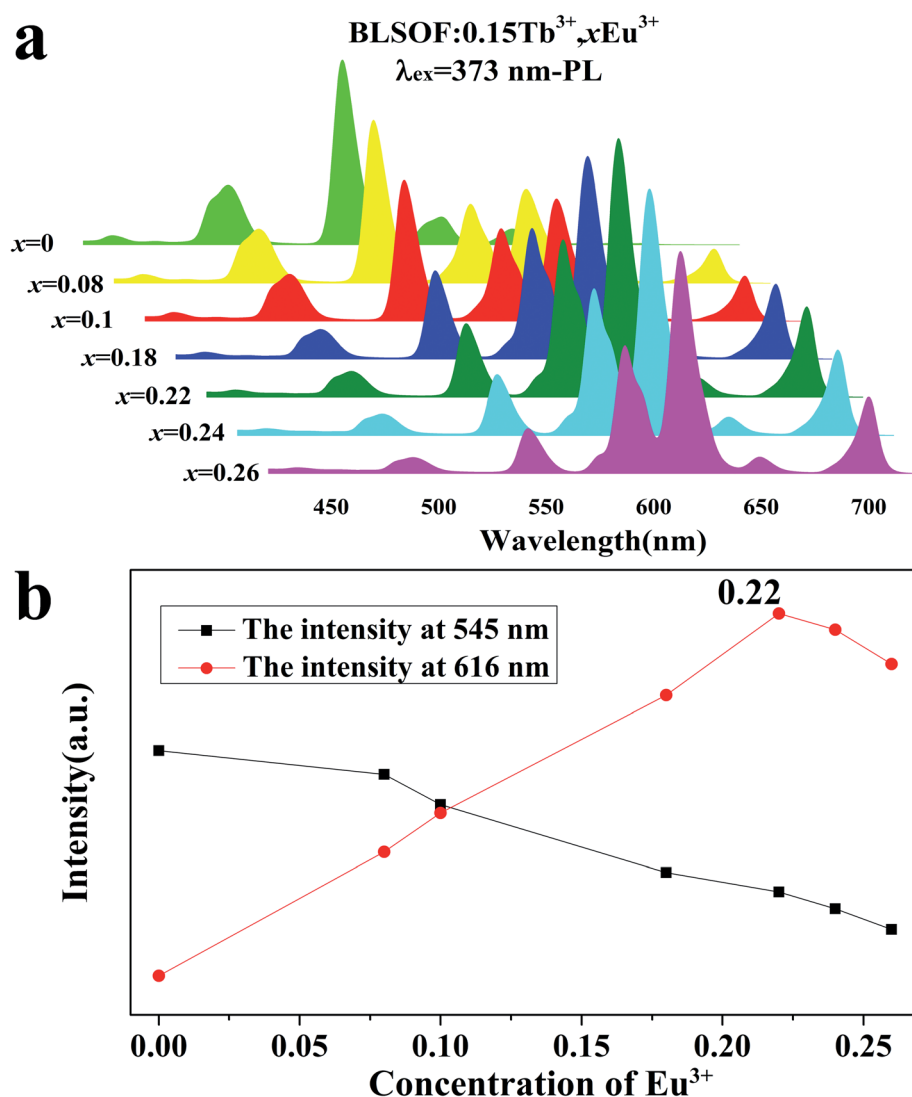 a
BLSOF:0.15Tb³⁺,xEu³⁺
λex=373 nm-PL
x=0
x=0.08
x=0.1
x=0.18
x=0.22
x=0.24
x=0.26
450 500 550 600 650 700
Wavelength(nm)
b
0.22
The intensity at 545 nm
The intensity at 616 nm
Intensity(a.u.)
0.00 0.05 0.10 0.15 0.20 0.25
Concentration of Eu³⁺